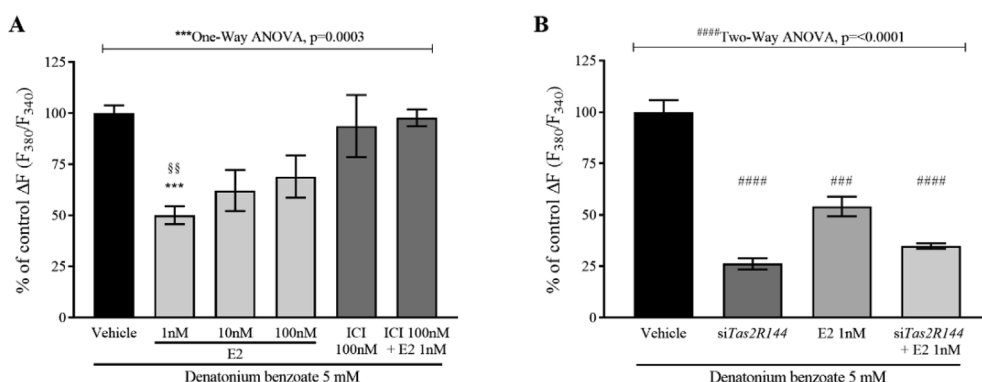 A
***One-Way ANOVA, p=0.0003
% of control ΔF (F380/F340)
125
100
75
50
25
0
§§
***
Vehicle
1nM
10nM
100nM
ICI
100nM
ICI 100nM
+ E2 1nM
E2
Denatonium benzoate 5 mM
B
####Two-Way ANOVA, p=<0.0001
% of control ΔF (F380/F340)
125
100
75
50
25
0
####
###
####
Vehicle
siTas2R144
E2 1nM
siTas2R144
+ E2 1nM
Denatonium benzoate 5 mM